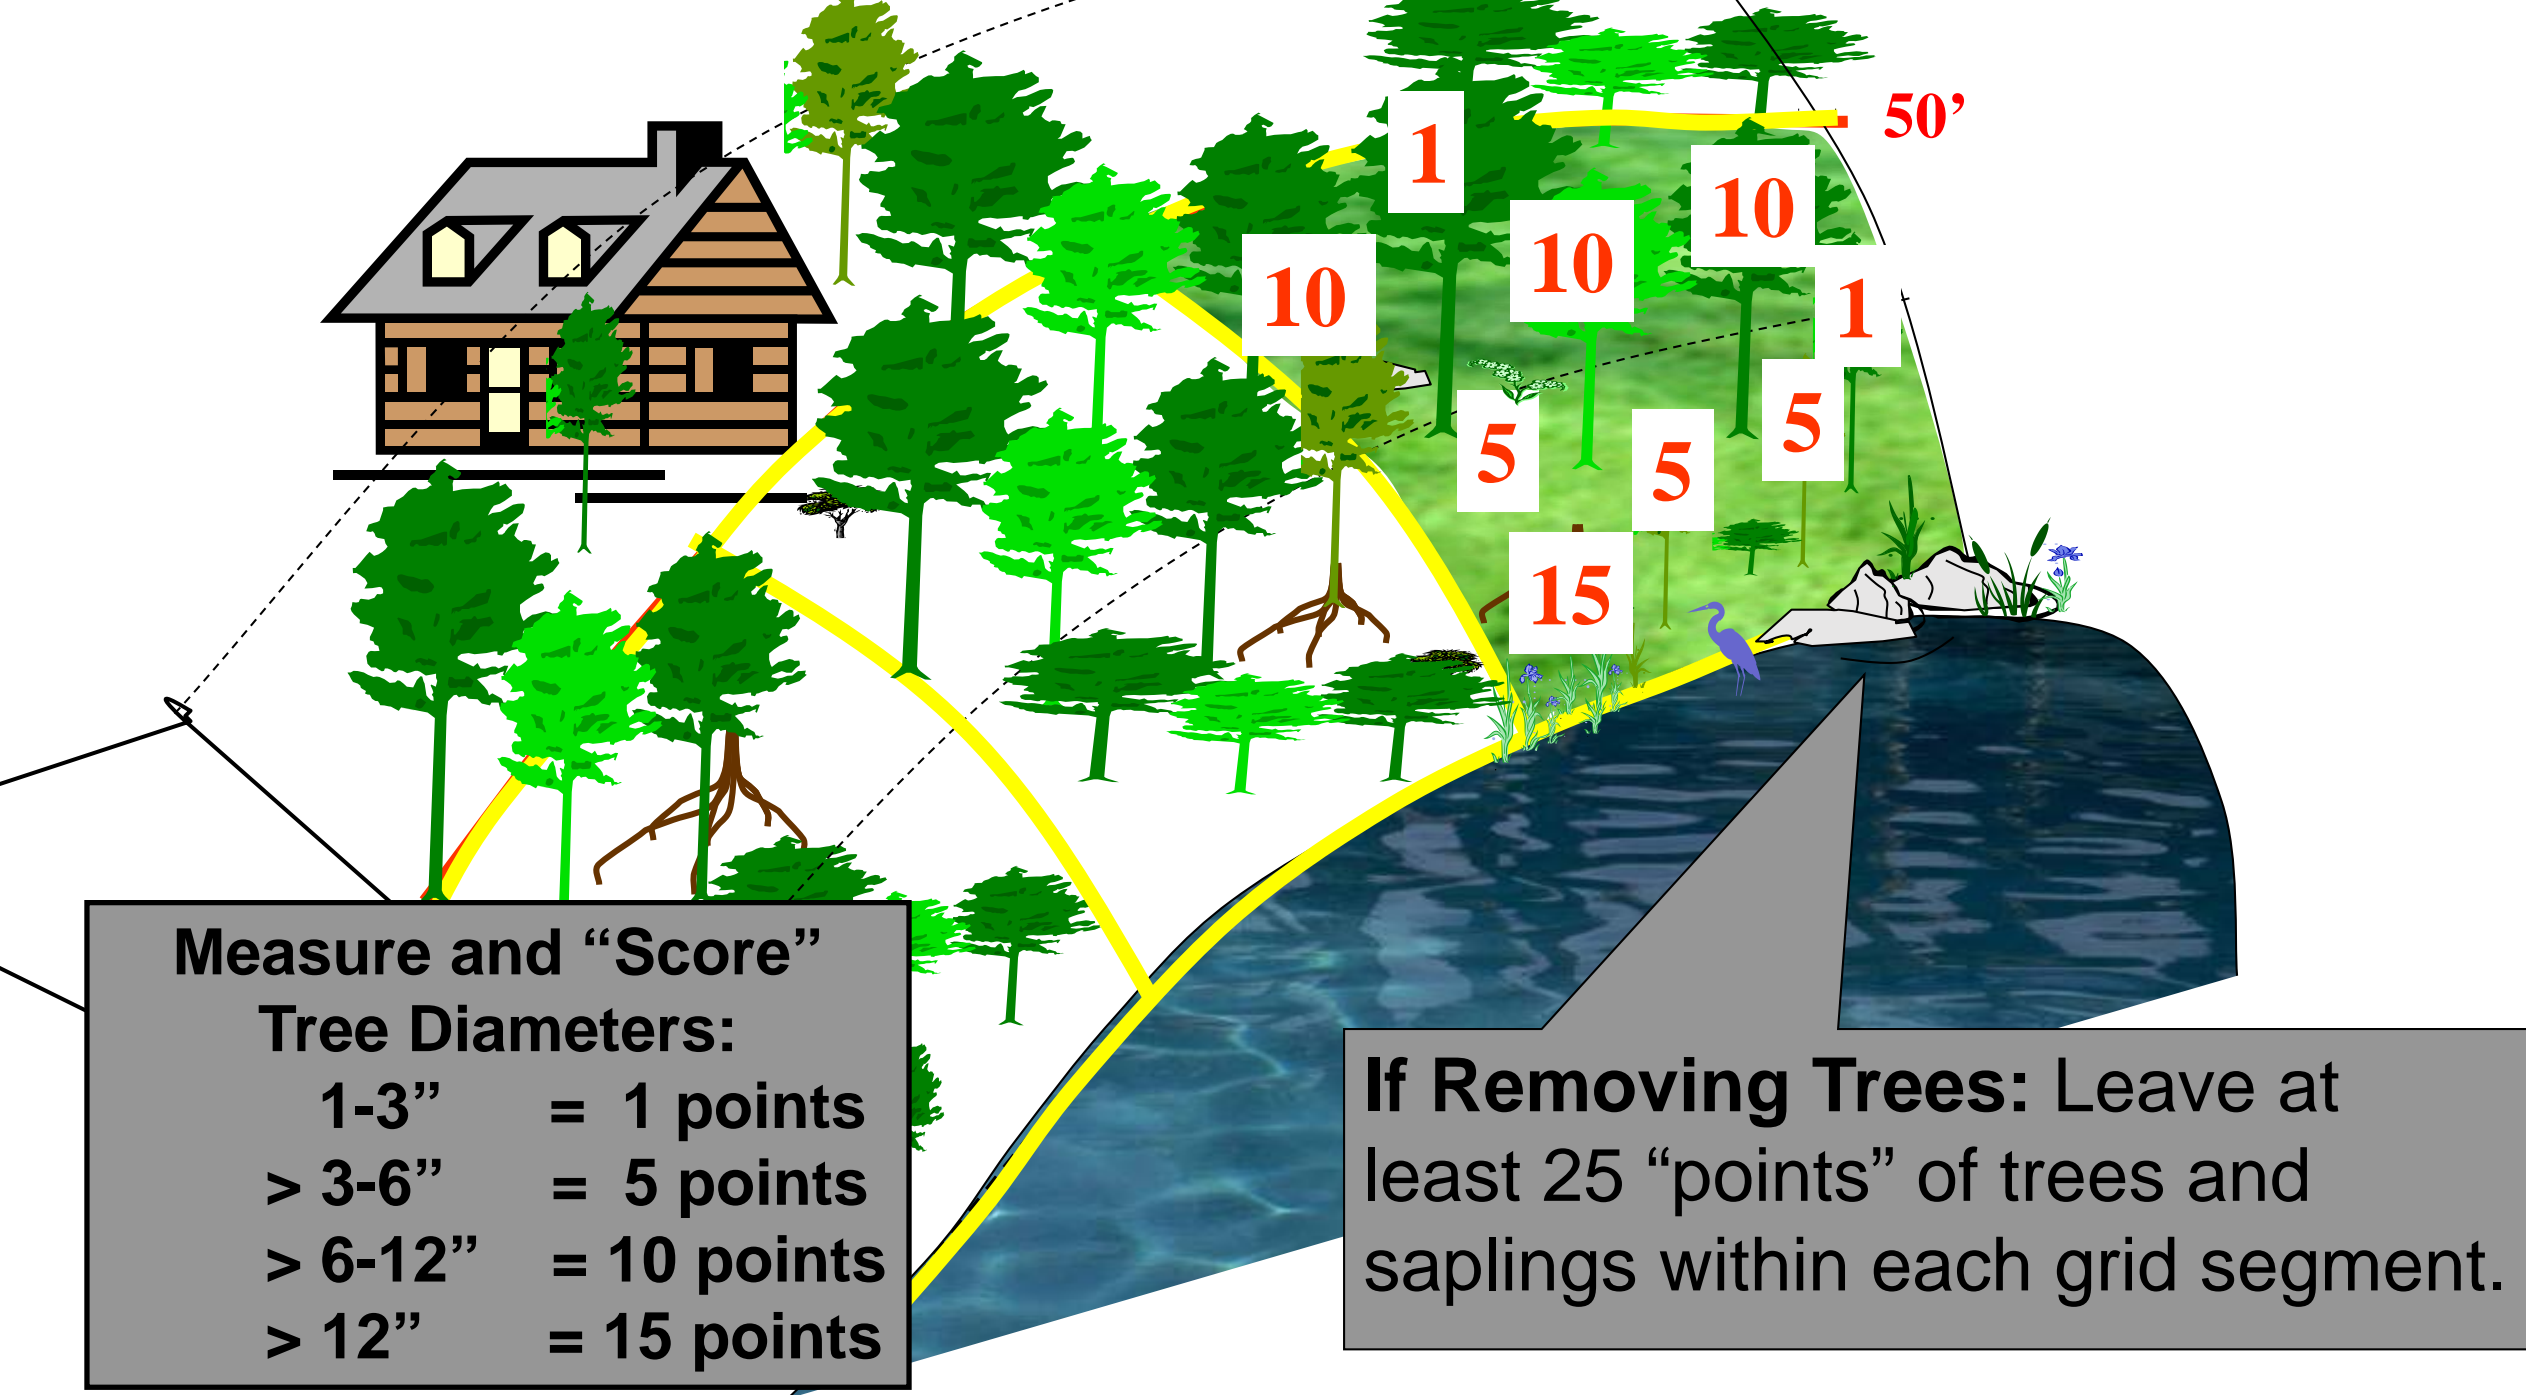 50’
1
10
10
10
1
5
5
5
15
Measure and “Score”
Tree Diameters:
1-3” = 1 points
> 3-6” = 5 points
> 6-12” = 10 points
> 12” = 15 points
If Removing Trees: Leave at
least 25 “points” of trees and
saplings within each grid segment.